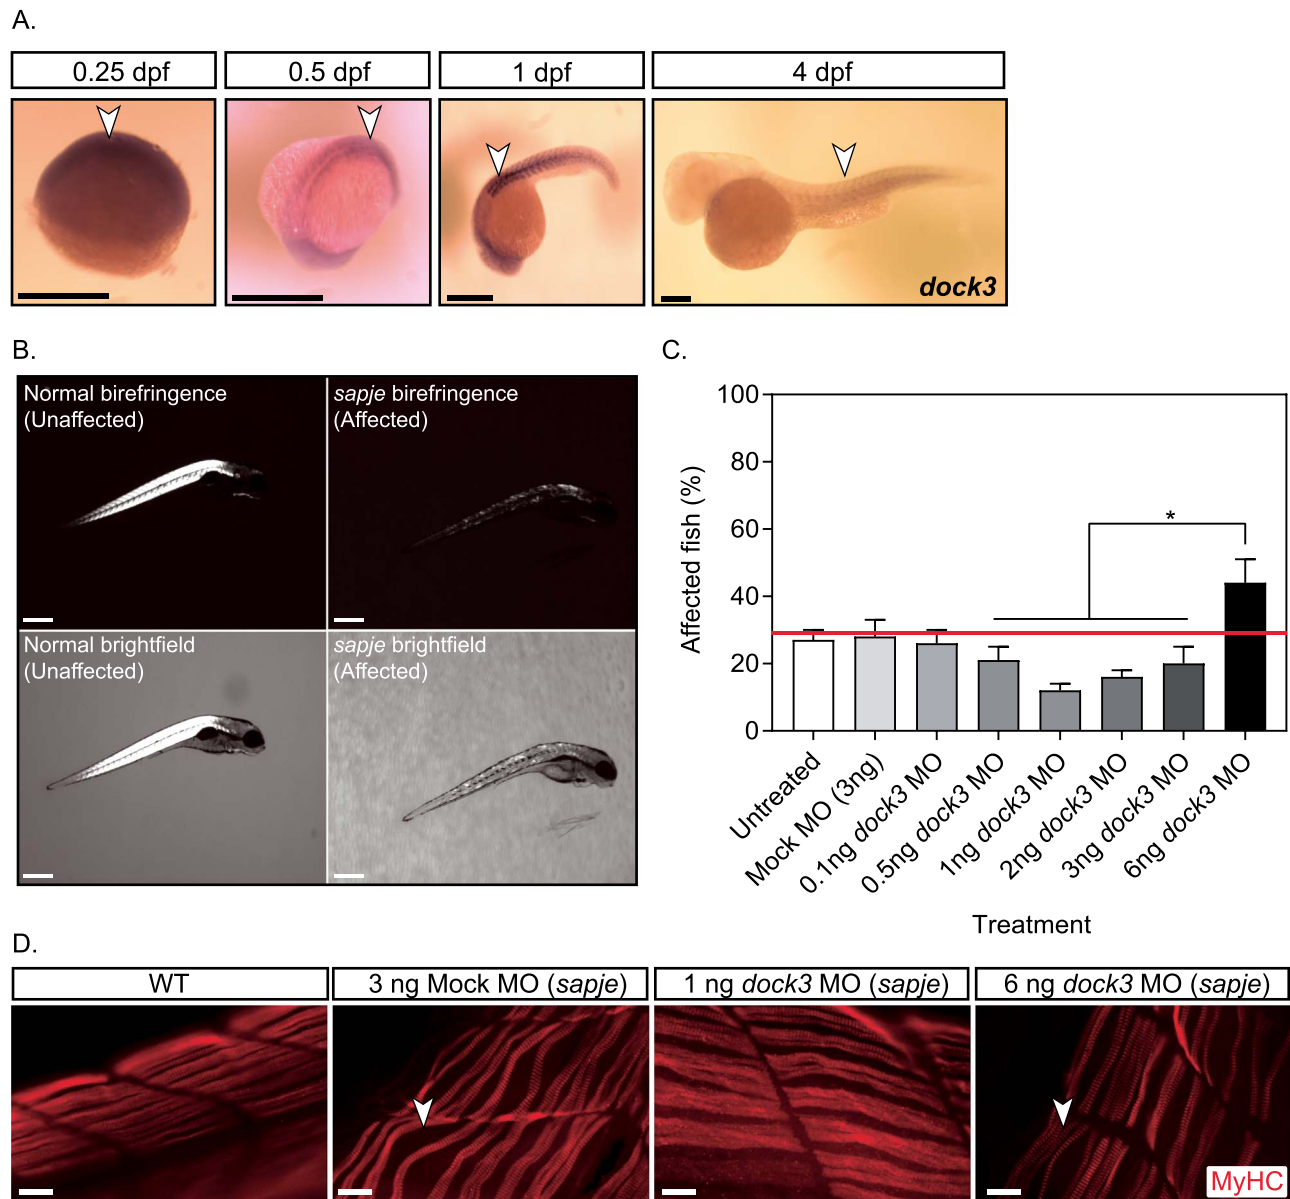 A.
0.25 dpf
0.5 dpf
1 dpf
4 dpf
dock3
B.
Normal birefringence
(Unaffected)
sapje birefringence
(Affected)
Normal brightfield
(Unaffected)
sapje brightfield
(Affected)
C.
Affected fish (%)
100
80
60
40
20
0
*
Untreated
Mock MO (3ng)
0.1ng dock3 MO
0.5ng dock3 MO
1ng dock3 MO
2ng dock3 MO
3ng dock3 MO
6ng dock3 MO
Treatment
D.
WT
3 ng Mock MO (sapje)
1 ng dock3 MO (sapje)
6 ng dock3 MO (sapje)
MyHC